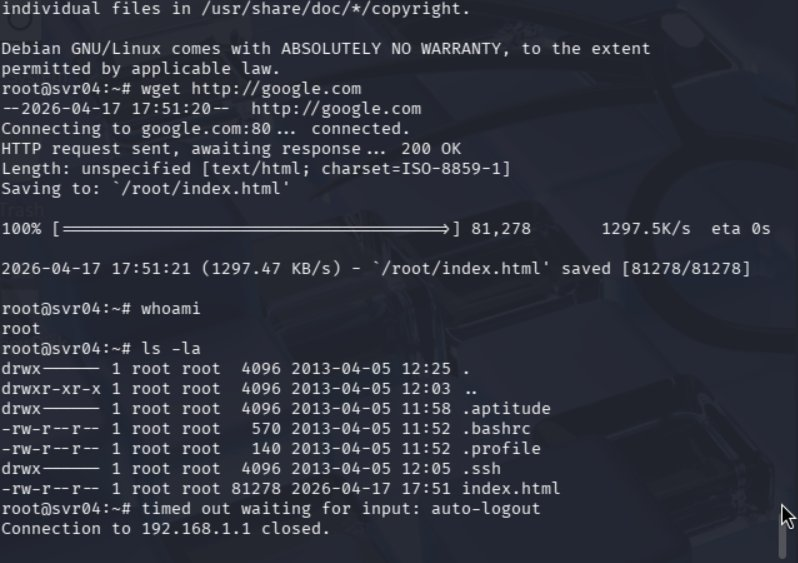 individual files in /usr/share/doc/*/copyright.
Debian GNU/Linux comes with ABSOLUTELY NO WARRANTY, to the extent
permitted by applicable law.
root@svr04:~# wget http://google.com
--2026-04-17 17:51:20--  http://google.com
Connecting to google.com:80... connected.
HTTP request sent, awaiting response... 200 OK
Length: unspecified [text/html; charset=ISO-8859-1]
Saving to: `/root/index.html'
Trash
100% [======================================>] 81,278       1297.5K/s  eta 0s
2026-04-17 17:51:21 (1297.47 KB/s) - `/root/index.html' saved [81278/81278]
root@svr04:~# whoami
root
root@svr04:~# ls -la
drwx------ 1 root root  4096 2013-04-05 12:25 .
drwxr-xr-x 1 root root  4096 2013-04-05 12:03 ..
drwx------ 1 root root  4096 2013-04-05 11:58 .aptitude
-rw-r--r-- 1 root root   570 2013-04-05 11:52 .bashrc
-rw-r--r-- 1 root root   140 2013-04-05 11:52 .profile
drwx------ 1 root root  4096 2013-04-05 12:05 .ssh
-rw-r--r-- 1 root root 81278 2026-04-17 17:51 index.html
root@svr04:~# timed out waiting for input: auto-logout
Connection to 192.168.1.1 closed.